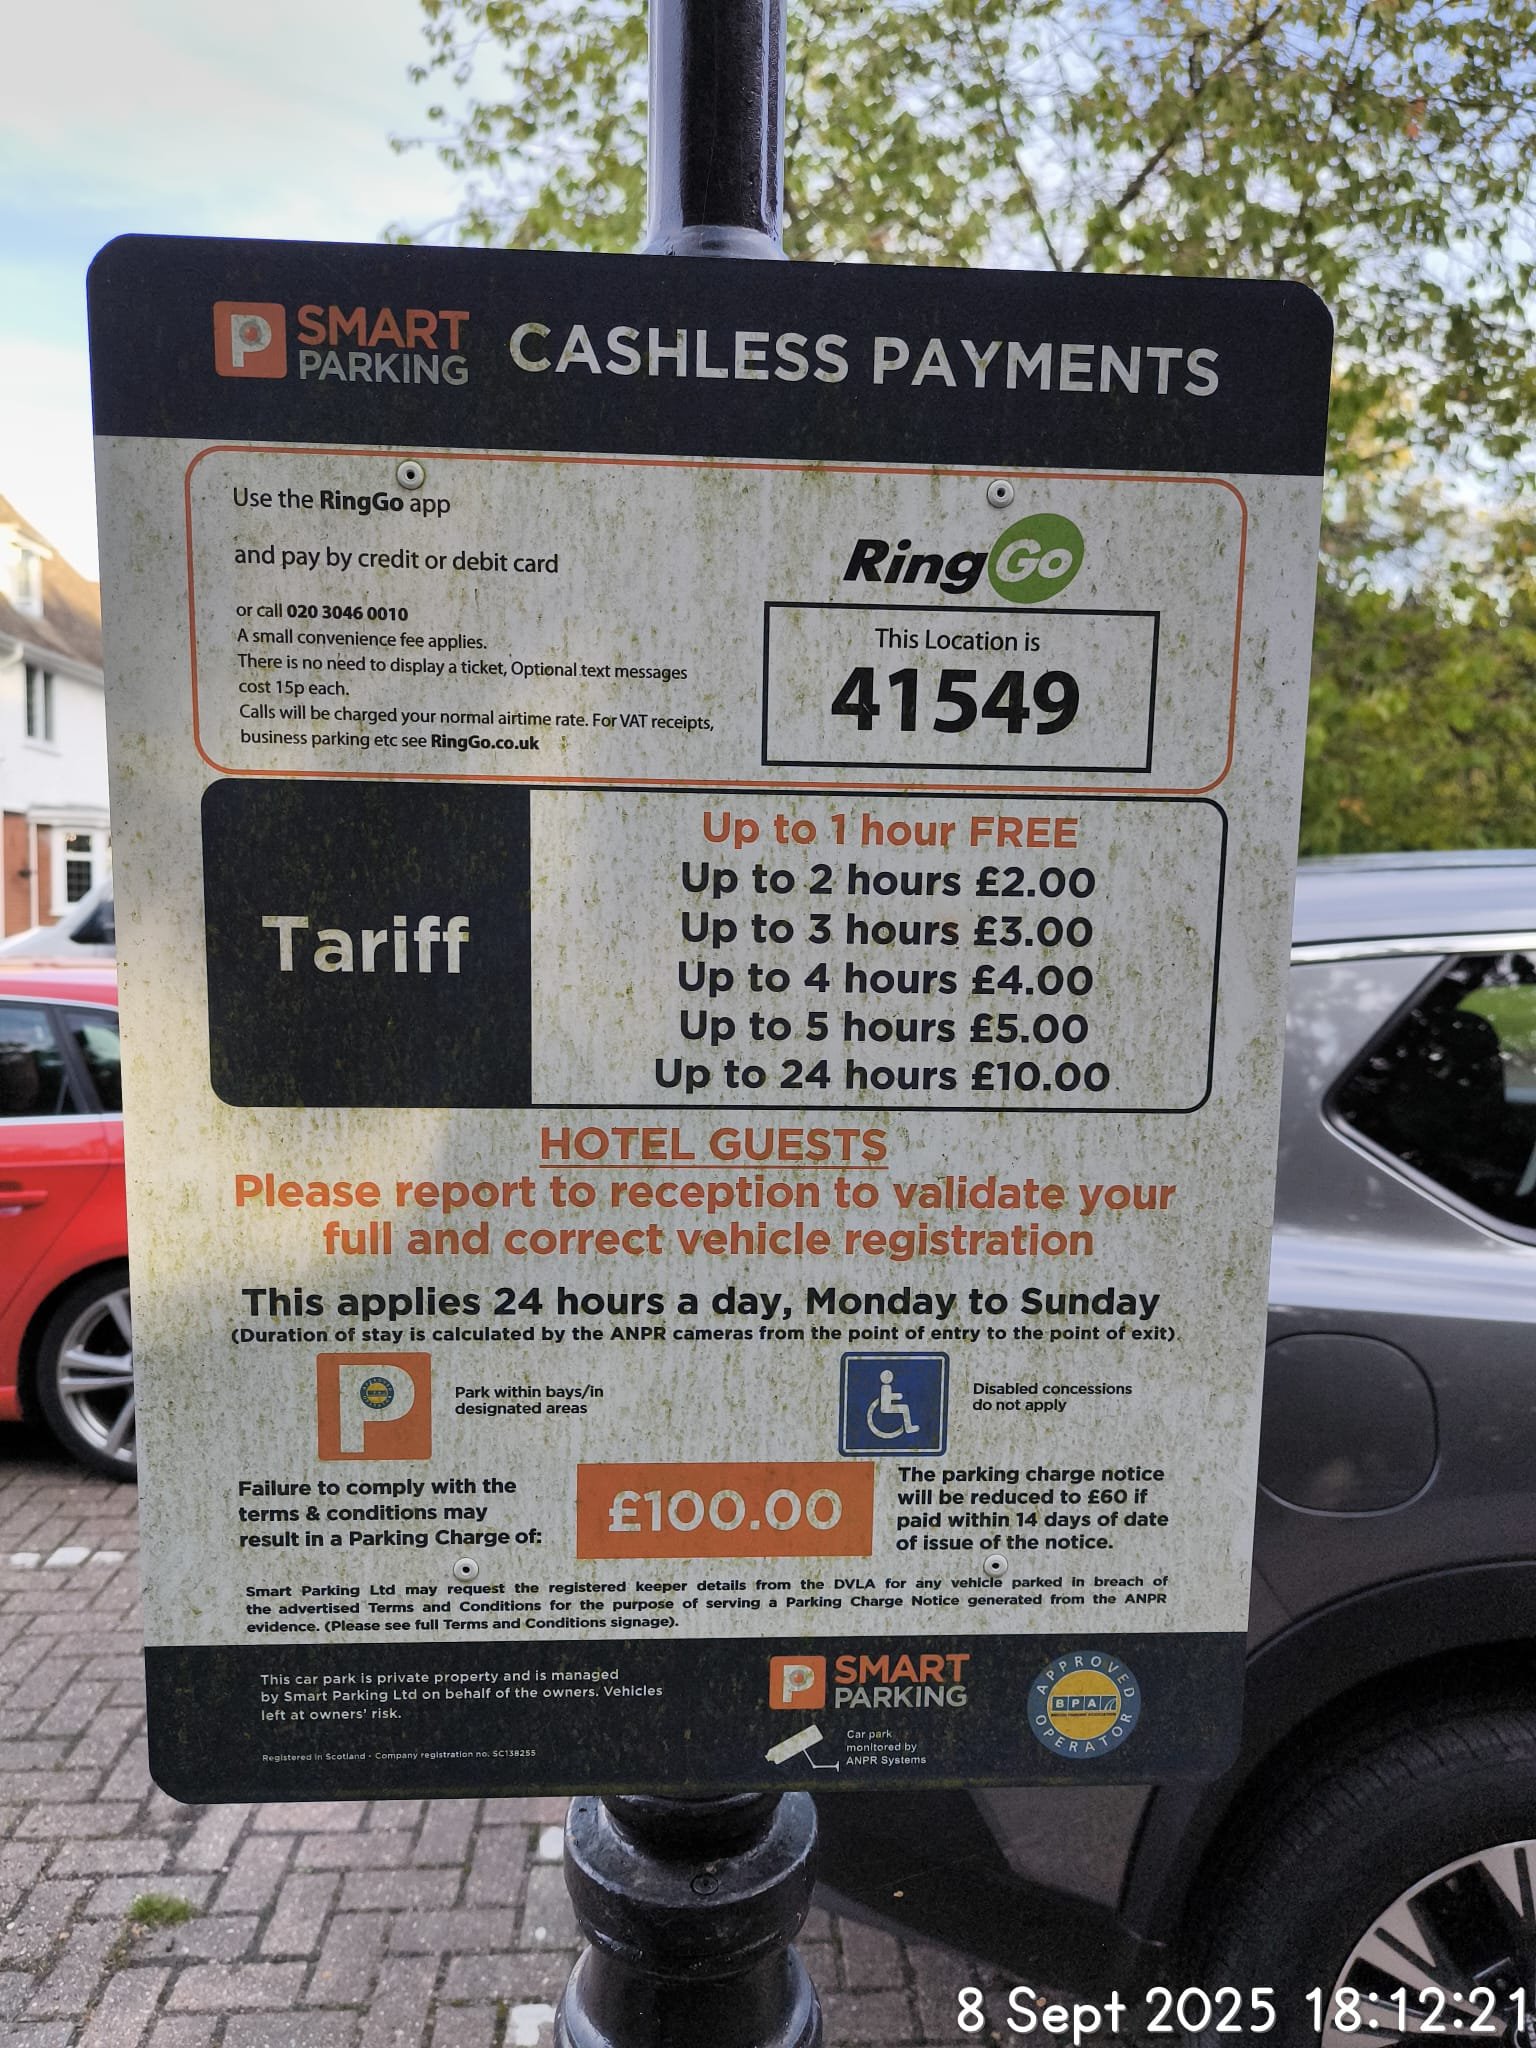 SMART
PARKING
CASHLESS PAYMENTS
Use the RingGo app
and pay by credit or debit card
or call 020 3046 0010
A small convenience fee applies.
There is no need to display a ticket, Optional text messages
cost 15p each.
Calls will be charged your normal airtime rate. For VAT receipts,
business parking etc see RingGo.co.uk
RingGo
This Location is
41549
Tariff
Up to 1 hour FREE
Up to 2 hours £2.00
Up to 3 hours £3.00
Up to 4 hours £4.00
Up to 5 hours £5.00
Up to 24 hours £10.00
HOTEL GUESTS
Please report to reception to validate your
full and correct vehicle registration
This applies 24 hours a day, Monday to Sunday
(Duration of stay is calculated by the ANPR cameras from the point of entry to the point of exit).
P
Park within bays/in
designated areas
Disabled concessions
do not apply
Failure to comply with the
terms & conditions may
result in a Parking Charge of:
£100.00
The parking charge notice
will be reduced to £60 if
paid within 14 days of date
of issue of the notice.
Smart Parking Ltd may request the registered keeper details from the DVLA for any vehicle parked in breach of
the advertised Terms and Conditions for the purpose of serving a Parking Charge Notice generated from the ANPR
evidence. (Please see full Terms and Conditions signage).
This car park is private property and is managed
by Smart Parking Ltd on behalf of the owners. Vehicles
left at owners' risk.
Registered in Scotland - Company registration no. SC138255
P SMART
PARKING
Car park
monitored by
ANPR Systems
APPROVED
BPA
OPERATOR
8 Sept 2025 18:12:21